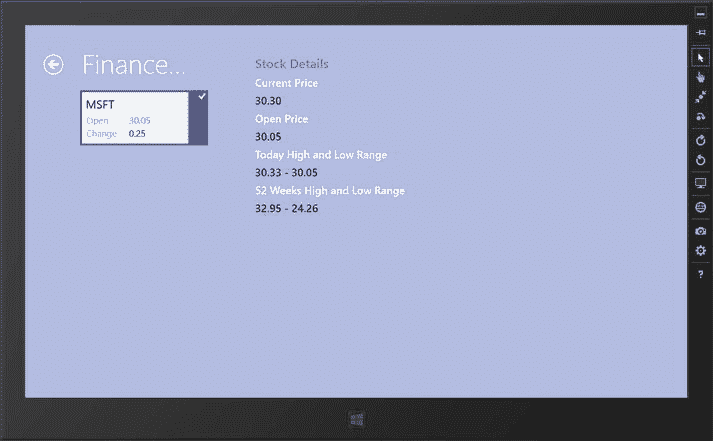 Finance...
MSFT
Open 30.05
Change 0.25
Stock Details
Current Price
30.30
Open Price
30.05
Today High and Low Range
30.33 - 30.05
52 Weeks High and Low Range
32.95 - 24.26
?